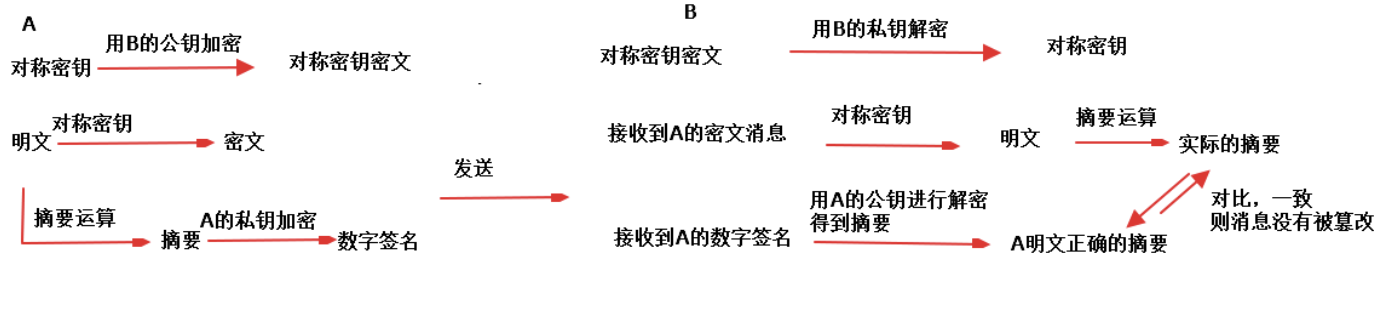 A
用B的公钥加密
对称密钥
对称密钥密文
对称密钥
明文
密文
摘要运算
摘要
A的私钥加密
数字签名
发送
B
对称密钥密文
用B的私钥解密
对称密钥
接收到A的密文消息
对称密钥
明文
摘要运算
实际的摘要
接收到A的数字签名
用A的公钥进行解密
得到摘要
A明文正确的摘要
对比，一致
则消息没有被篡改